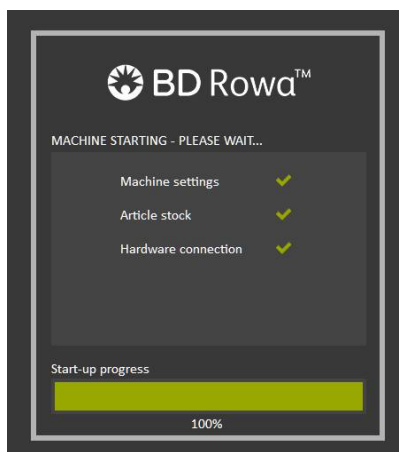 BD Rowa™
MACHINE STARTING - PLEASE WAIT...
Machine settings
Article stock
Hardware connection
Start-up progress
100%